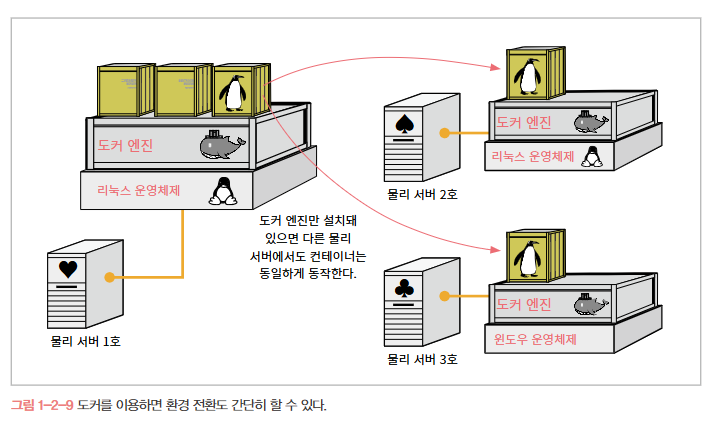 도커 엔진
리눅스 운영체제
물리 서버 1호
도커 엔진만 설치돼
있으면 다른 물리
서버에서도 컨테이너는
동일하게 동작한다.
도커 엔진
리눅스 운영체제
물리 서버 2호
도커 엔진
윈도우 운영체제
물리 서버 3호
그림 1-2-9 도커를 이용하면 환경 전환도 간단히 할 수 있다.